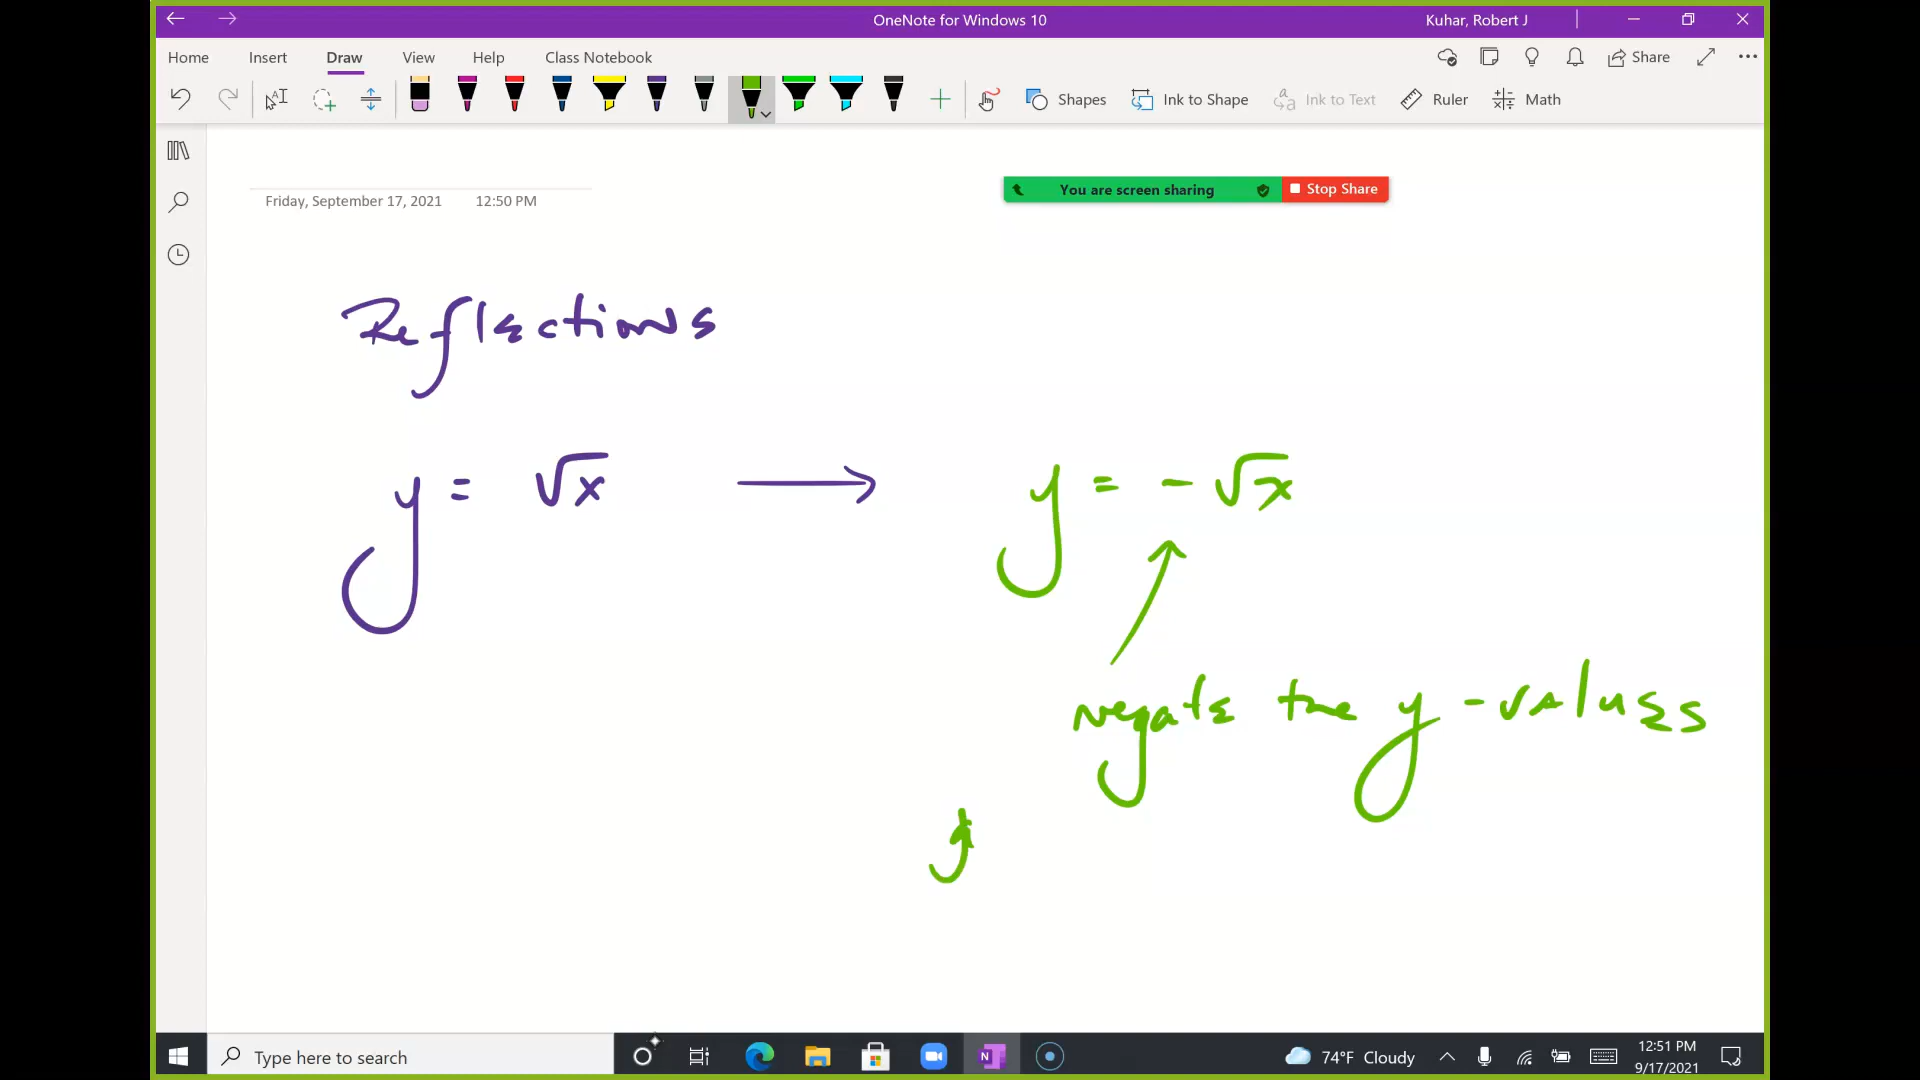 OneNote for Windows 10
Kuhar, Robert J
Home Insert Draw View Help Class Notebook
Share
Shapes Ink to Shape Ink to Text Ruler Math
You are screen sharing Stop Share
Friday, September 17, 2021 12:50 PM
Reflections
y = √x → y = -√x
negate the y-values
y
Type here to search
74°F Cloudy
12:51 PM
9/17/2021